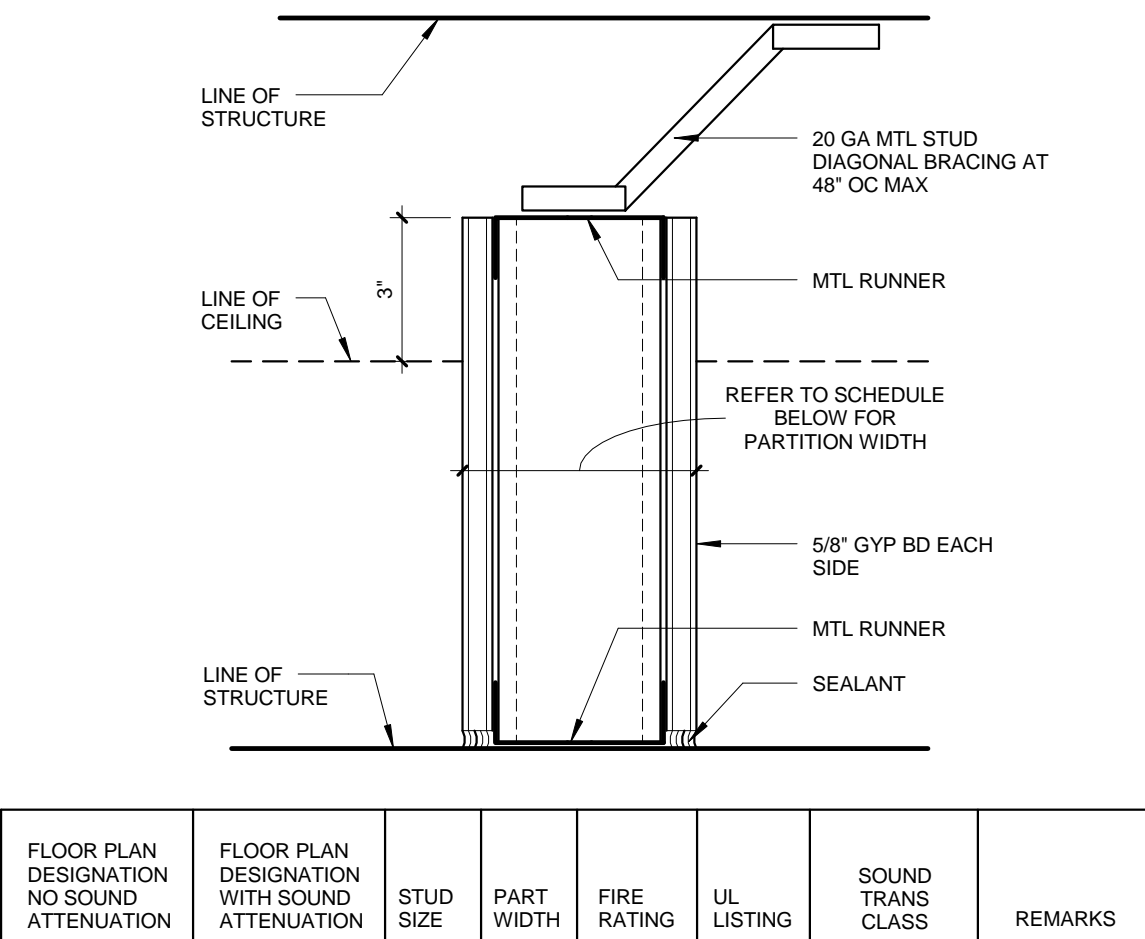 LINE OF
STRUCTURE
20 GA MTL STUD
DIAGONAL BRACING AT
48" OC MAX
MTL RUNNER
3"
LINE OF
CEILING
REFER TO SCHEDULE
BELOW FOR
PARTITION WIDTH
5/8" GYP BD EACH
SIDE
MTL RUNNER
LINE OF
STRUCTURE
SEALANT
FLOOR PLAN
DESIGNATION
NO SOUND
ATTENUATION
FLOOR PLAN
DESIGNATION
WITH SOUND
ATTENUATION
STUD
SIZE
PART
WIDTH
FIRE
RATING
UL
LISTING
SOUND
TRANS
CLASS
REMARKS